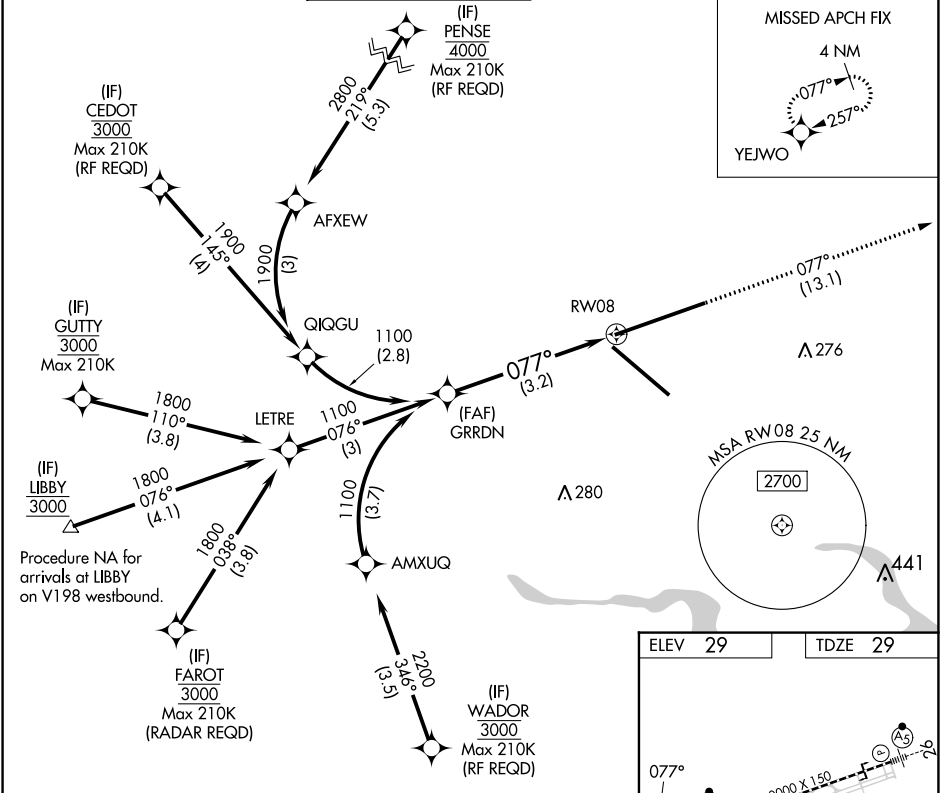 (IF)
PENSE
4000
Max 210K
(RF REQD)
2800
219°
(5.3)
MISSED APCH FIX
4 NM
077°
257°
YEJWO
(IF)
CEDOT
3000
Max 210K
(RF REQD)
AFXEW
1900
145°
(4)
1900
(3)
077°
(13.1)
(IF)
GUTTY
3000
Max 210K
QIQGU
1100
(2.8)
RW08
276
077°
(3.2)
(FAF)
GRRDN
1800
110°
(3.8)
LETRE
1100
076°
(3)
(IF)
LIBBY
3000
1800
076°
(4.1)
Procedure NA for
arrivals at LIBBY
on V198 westbound.
1800
038°
(3.8)
1100
(3.7)
280
MSA RW08 25 NM
2700
441
AMXUQ
(IF)
FAROT
3000
Max 210K
(RADAR REQD)
2200
346°
(3.5)
(IF)
WADOR
3000
Max 210K
(RF REQD)
ELEV 29
TDZE 29
077°
X 150
P
A5
26